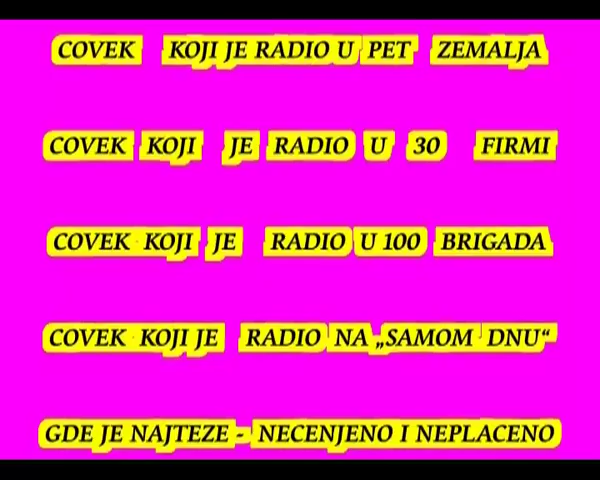 COVEK KOJI JE RADIO U PET ZEMALJA
COVEK KOJI JE RADIO U 30 FIRMI
COVEK KOJI JE RADIO U 100 BRIGADA
COVEK KOJI JE RADIO NA „SAMOM DNU“
GDE JE NAJTEZE - NECENJENO I NEPLACENO